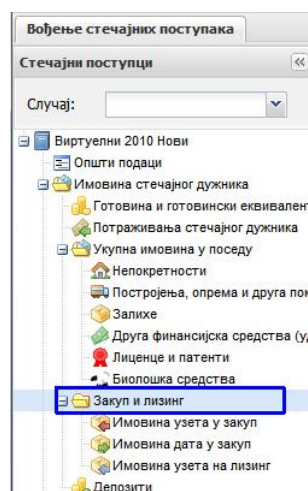 Вођење стечајних поступака
Стечајни поступци
Случај:
Виртуелни 2010 Нови
Општи подаци
Имовина стечајног дужника
Готовина и готовински еквивалент
Потраживања стечајног дужника
Укупна имовина у поседу
Непокретности
Постројења, опрема и друга пок
Залихе
Друга финансијска средства (уд
Лиценце и патенти
Биолошка средства
Закуп и лизинг
Имовина узета у закуп
Имовина дата у закуп
Имовина узета на лизинг
Депозити